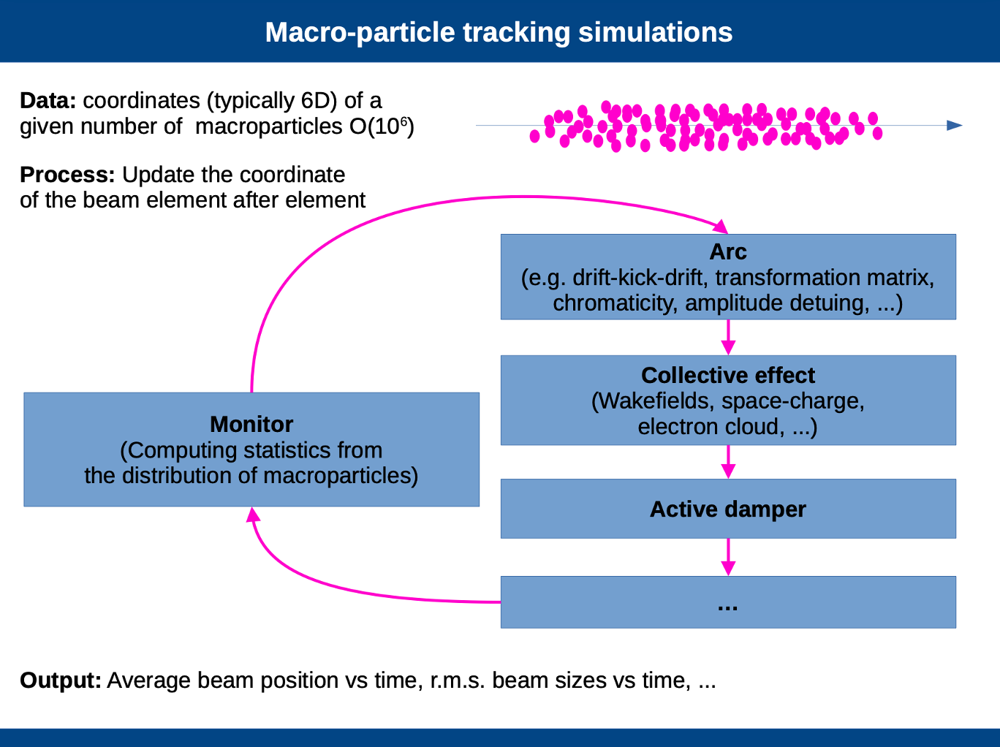 Macro-particle tracking simulations
Data: coordinates (typically 6D) of a
given number of macroparticles O(10⁶)
Process: Update the coordinate
of the beam element after element
Arc
(e.g. drift-kick-drift, transformation matrix,
chromaticity, amplitude detuing, ...)
Collective effect
(Wakefields, space-charge,
electron cloud, ...)
Monitor
(Computing statistics from
the distribution of macroparticles)
Active damper
...
Output: Average beam position vs time, r.m.s. beam sizes vs time, ...